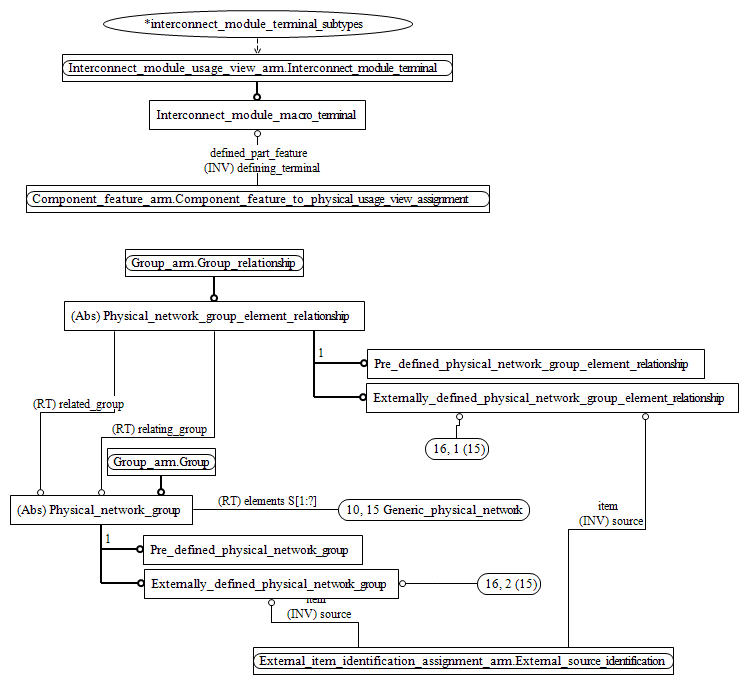 *interconnect_module_terminal_subtypes
Interconnect_module_usage_view_arm.Interconnect_module_terminal
Interconnect_module_macro_terminal
defined_part_feature
(INV) defining_terminal
Component_feature_arm.Component_feature_to_physical_usage_view_assignment
Group_arm.Group_relationship
(Abs) Physical_network_group_element_relationship
1
Pre_defined_physical_network_group_element_relationship
Externally_defined_physical_network_group_element_relationship
(RT) related_group
(RT) relating_group
16, 1 (15)
Group_arm.Group
(RT) elements S[1:?]
(Abs) Physical_network_group
10, 15 Generic_physical_network
item
(INV) source
1
Pre_defined_physical_network_group
Externally_defined_physical_network_group
16, 2 (15)
item
(INV) source
External_item_identification_assignment_arm.External_source_identification